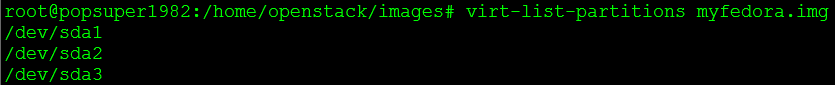 root@popsuper1982:/home/openstack/images# virt-list-partitions myfedora.img
/dev/sda1
/dev/sda2
/dev/sda3